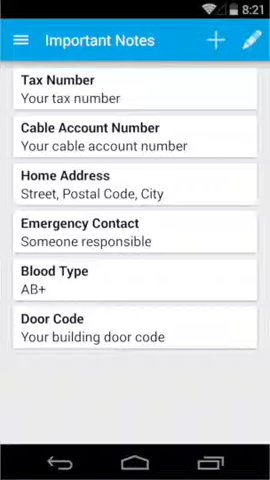 8:21
Important Notes
Tax Number
Your tax number
Cable Account Number
Your cable account number
Home Address
Street, Postal Code, City
Emergency Contact
Someone responsible
Blood Type
AB+
Door Code
Your building door code